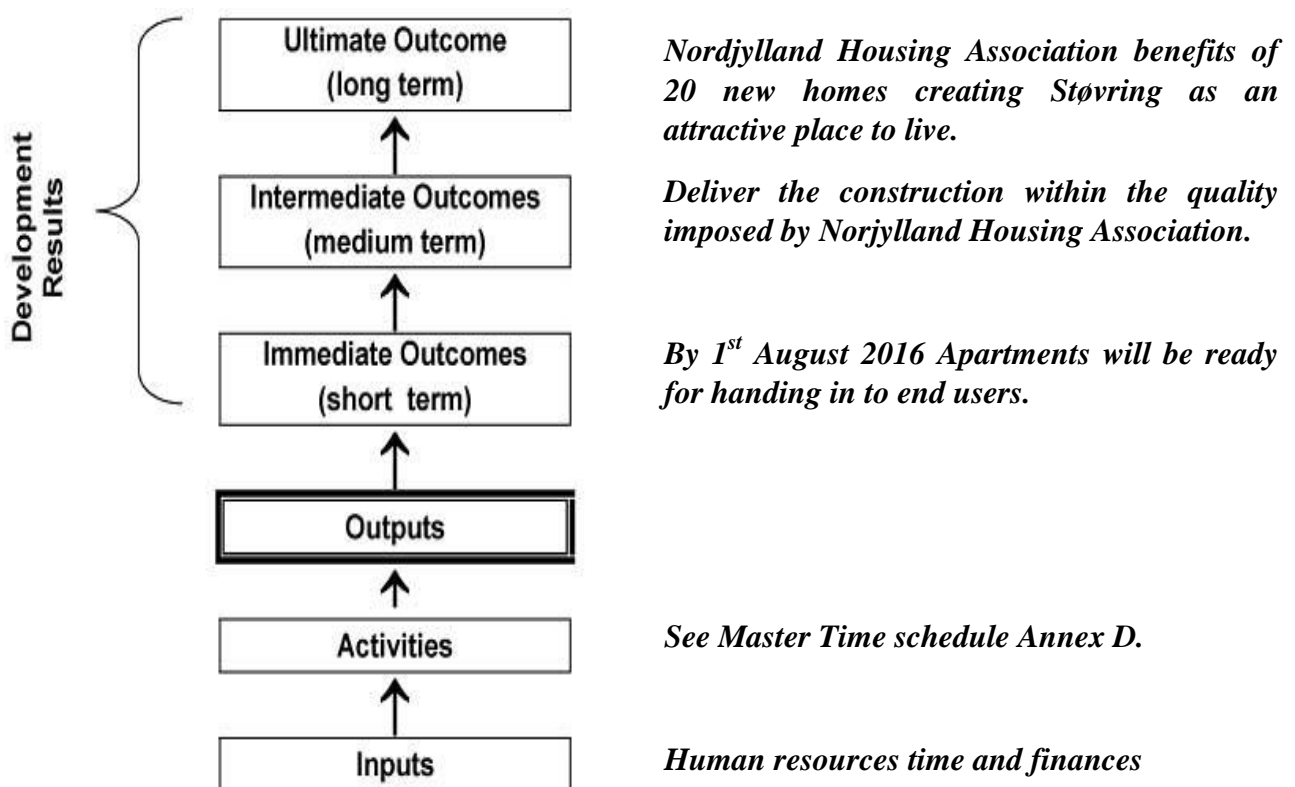 Ultimate Outcome
(long term)
Nordjylland Housing Association benefits of
20 new homes creating Støvring as an
attractive place to live.
Development
Results
Intermediate Outcomes
(medium term)
Deliver the construction within the quality
imposed by Norjylland Housing Association.
Immediate Outcomes
(short term)
By 1st August 2016 Apartments will be ready
for handing in to end users.
Outputs
Activities
See Master Time schedule Annex D.
Inputs
Human resources time and finances